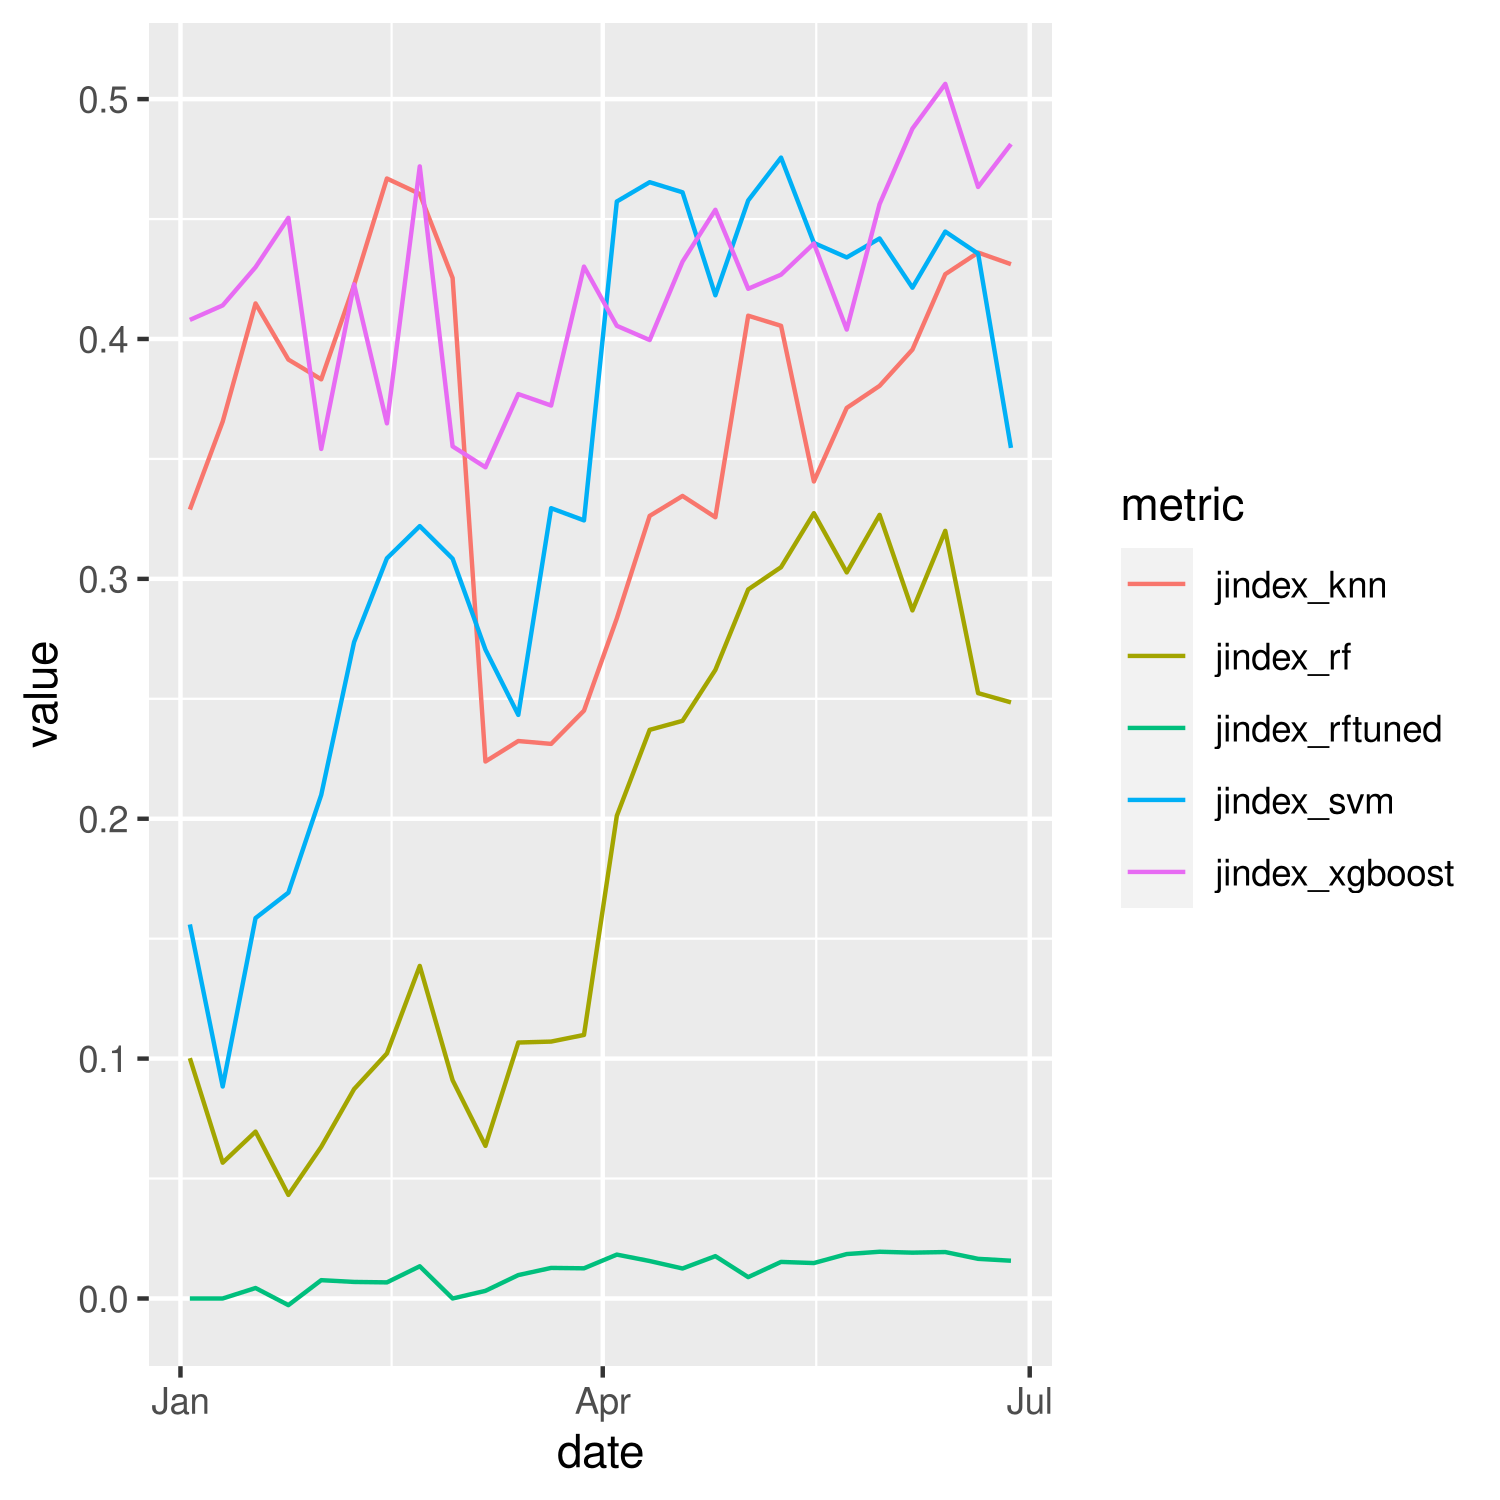 0.5
0.4
0.3
0.2
0.1
0.0
value
Jan
Apr
Jul
date
metric
jindex_knn
jindex_rf
jindex_rftuned
jindex_svm
jindex_xgboost